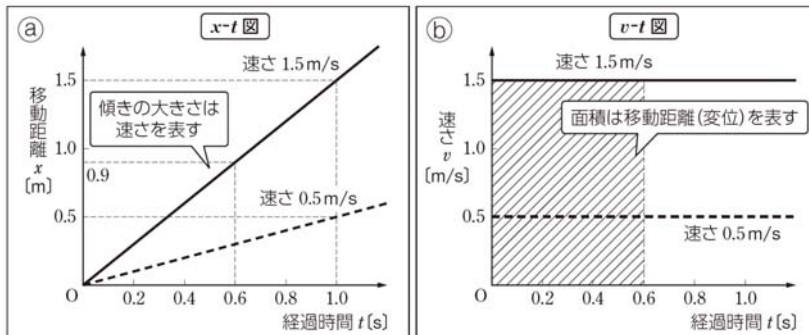 ⓐ
x-t図
速さ 1.5m/s
1.5
移動距離x〔m〕
傾きの大きさは
速さを表す
1.0
0.9
速さ 0.5m/s
0.5
O
0.2
0.4
0.6
0.8
1.0
経過時間 t〔s〕
ⓑ
v-t図
速さ 1.5m/s
1.5
速さv〔m/s〕
面積は移動距離(変位)を表す
1.0
0.5
速さ 0.5m/s
O
0.2
0.4
0.6
0.8
1.0
経過時間 t〔s〕